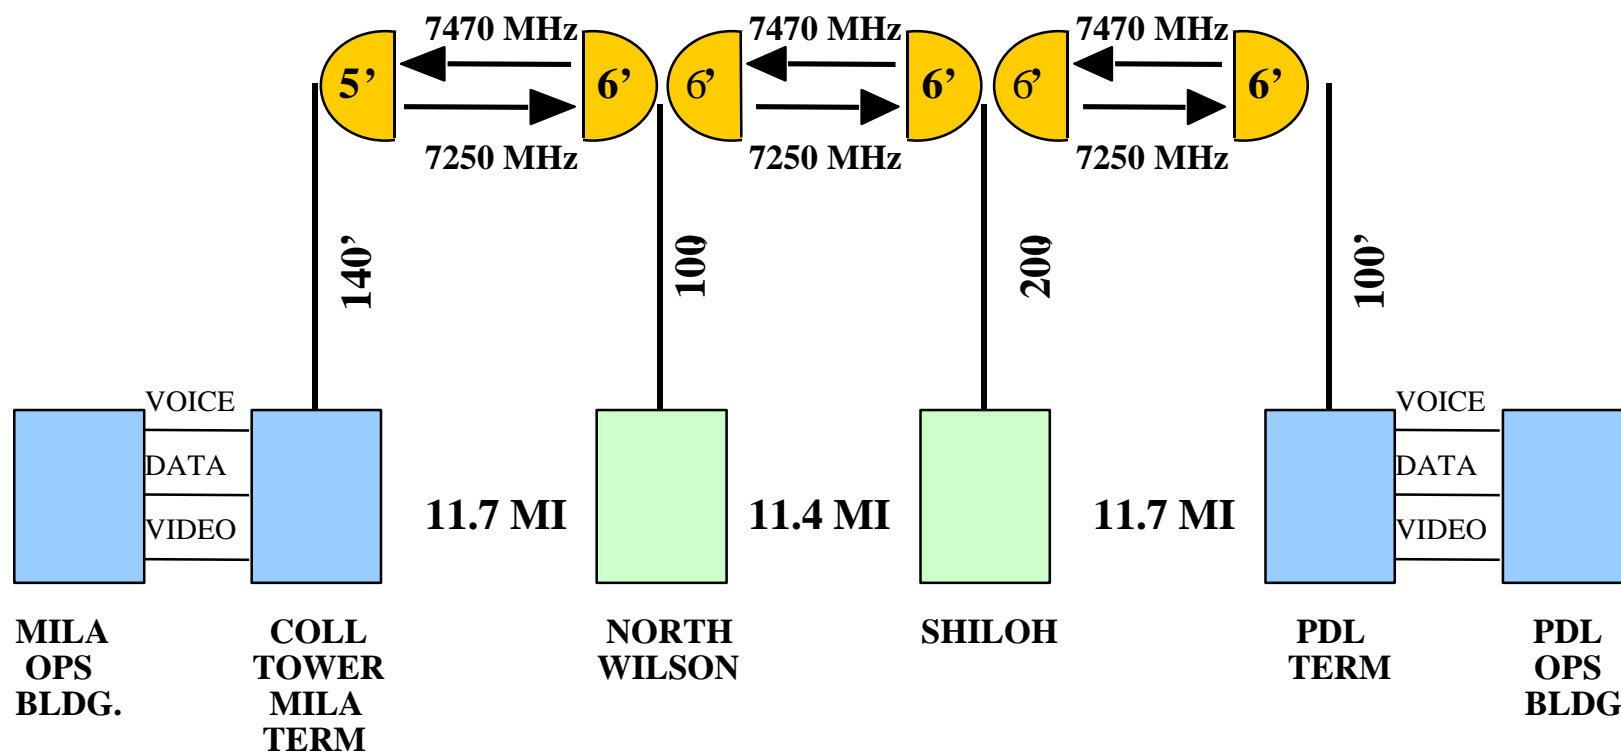 7470 MHz 7470 MHz 7470 MHz
5’ 6’ 6’ 6’ 6’ 6’
7250 MHz 7250 MHz 7250 MHz
140’ 100’ 200’ 100’
VOICE VOICE
DATA DATA
VIDEO VIDEO
11.7 MI 11.4 MI 11.7 MI
MILA
OPS
BLDG.
COLL
TOWER
MILA
TERM
NORTH
WILSON
SHILOH
PDL
TERM
PDL
OPS
BLDG